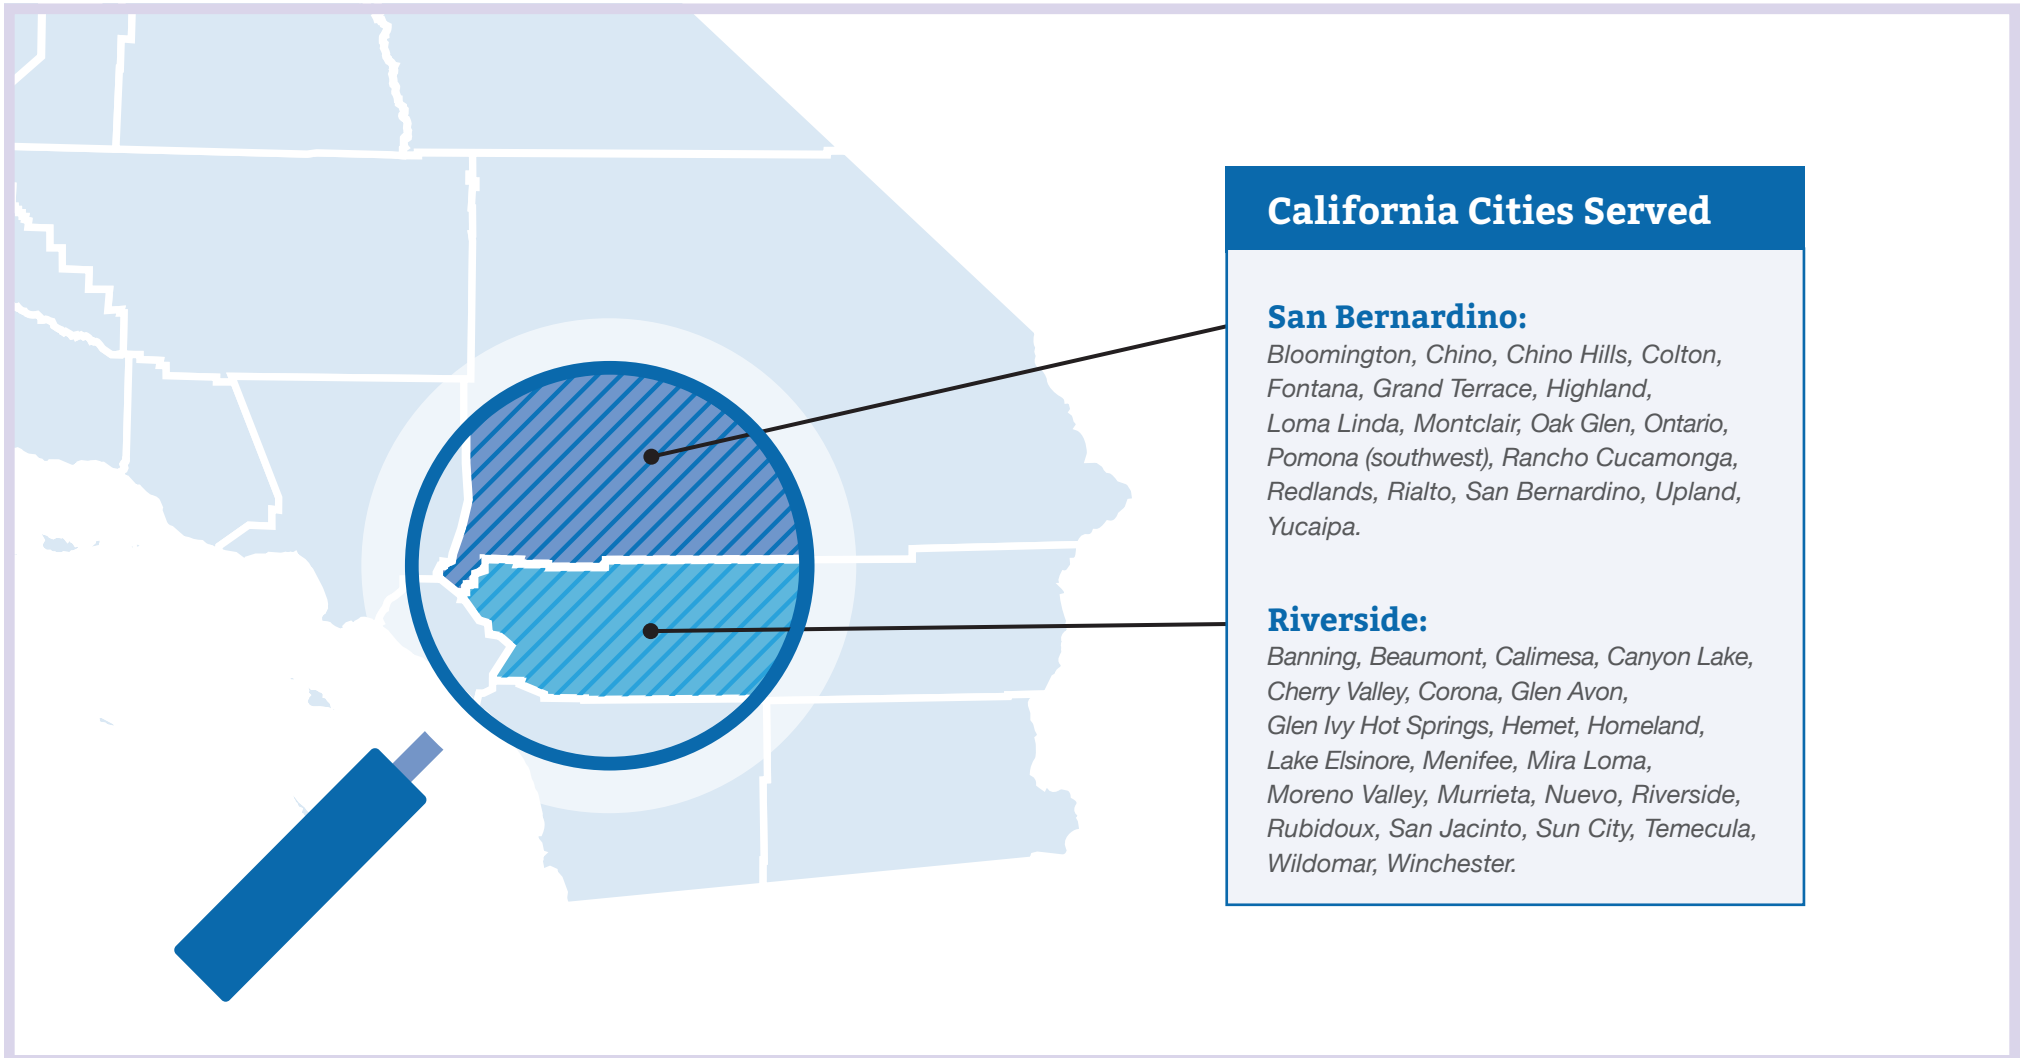 California Cities Served
San Bernardino:
Bloomington, Chino, Chino Hills, Colton,
Fontana, Grand Terrace, Highland,
Loma Linda, Montclair, Oak Glen, Ontario,
Pomona (southwest), Rancho Cucamonga,
Redlands, Rialto, San Bernardino, Upland,
Yucaipa.
Riverside:
Banning, Beaumont, Calimesa, Canyon Lake,
Cherry Valley, Corona, Glen Avon,
Glen Ivy Hot Springs, Hemet, Homeland,
Lake Elsinore, Menifee, Mira Loma,
Moreno Valley, Murrieta, Nuevo, Riverside,
Rubidoux, San Jacinto, Sun City, Temecula,
Wildomar, Winchester.